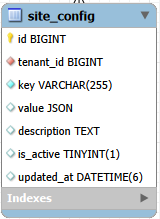 site_config
id BIGINT
tenant_id BIGINT
key VARCHAR(255)
value JSON
description TEXT
is_active TINYINT(1)
updated_at DATETIME(6)
Indexes